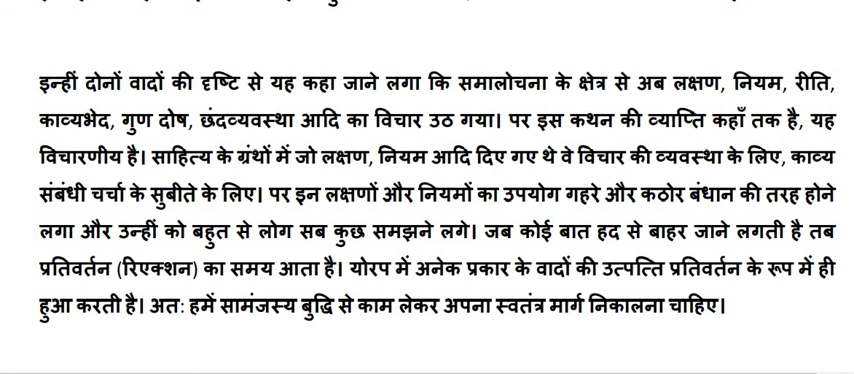 इन्हीं दोनों वादों की दृष्टि से यह कहा जाने लगा कि समालोचना के क्षेत्र से अब लक्षण, नियम, रीति,
काव्यभेद, गुण दोष, छंदव्यवस्था आदि का विचार उठ गया। पर इस कथन की व्याप्ति कहाँ तक है, यह
विचारणीय है। साहित्य के ग्रंथों में जो लक्षण, नियम आदि दिए गए थे वे विचार की व्यवस्था के लिए, काव्य
संबंधी चर्चा के सुबीते के लिए। पर इन लक्षणों और नियमों का उपयोग गहरे और कठोर बंधान की तरह होने
लगा और उन्हीं को बहुत से लोग सब कुछ समझने लगे। जब कोई बात हद से बाहर जाने लगती है तब
प्रतिवर्तन (रिएक्शन) का समय आता है। योरप में अनेक प्रकार के वादों की उत्पत्ति प्रतिवर्तन के रूप में ही
हुआ करती है। अत: हमें सामंजस्य बुद्धि से काम लेकर अपना स्वतंत्र मार्ग निकालना चाहिए।